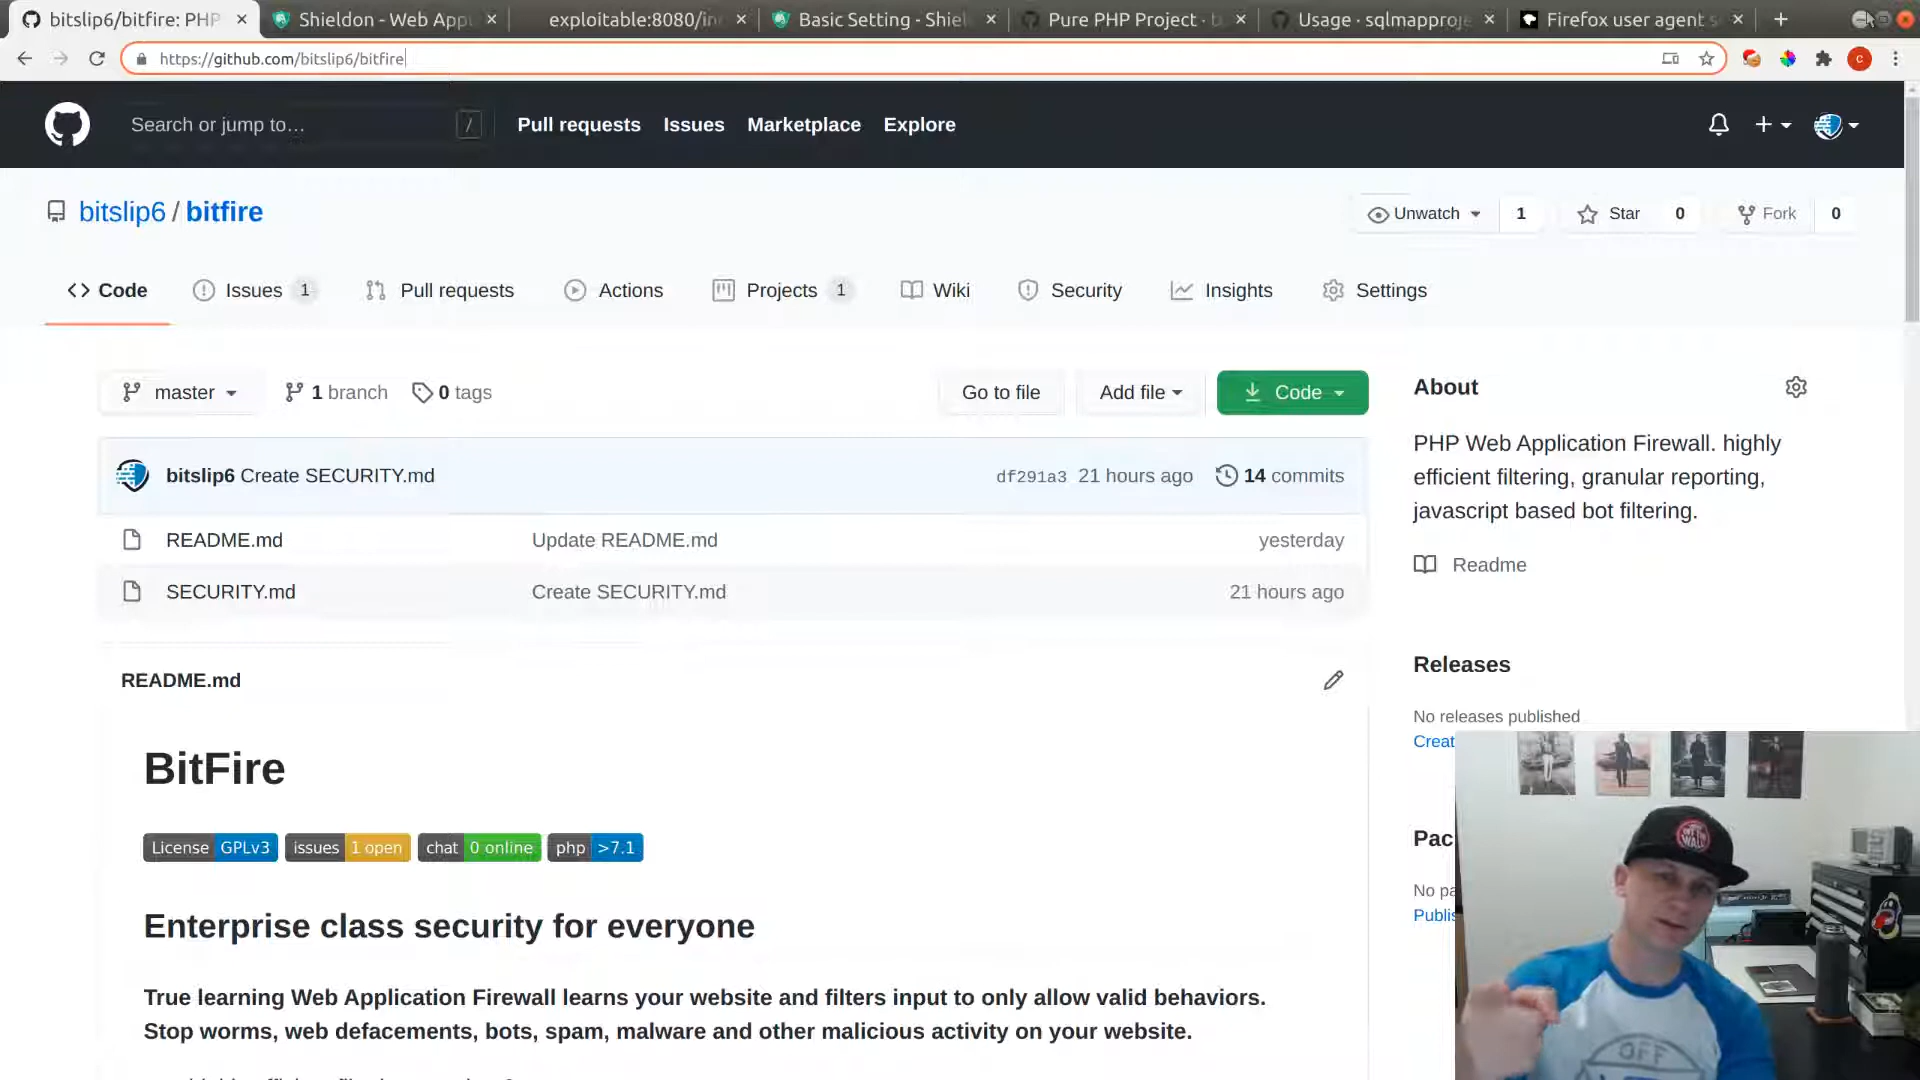 bitslip6/bitfire: PHP
Shieldon - Web Appl
exploitable:8080/in
Basic Setting - Shiel
Pure PHP Project · b
Usage · sqlmapproje
Firefox user agent s
https://github.com/bitslip6/bitfire
c
Search or jump to…
/
Pull requests
Issues
Marketplace
Explore
bitslip6 / bitfire
Unwatch
1
Star
0
Fork
0
Code
Issues 1
Pull requests
Actions
Projects 1
Wiki
Security
Insights
Settings
master
1 branch
0 tags
Go to file
Add file
Code
bitslip6 Create SECURITY.md
df291a3 21 hours ago
14 commits
README.md
Update README.md
yesterday
SECURITY.md
Create SECURITY.md
21 hours ago
About
PHP Web Application Firewall. highly
efficient filtering, granular reporting,
javascript based bot filtering.
Readme
Releases
No releases published
Creat
Pac
No pa
Publis
README.md
BitFire
License GPLv3
issues 1 open
chat 0 online
php >7.1
Enterprise class security for everyone
True learning Web Application Firewall learns your website and filters input to only allow valid behaviors.
Stop worms, web defacements, bots, spam, malware and other malicious activity on your website.
OFF